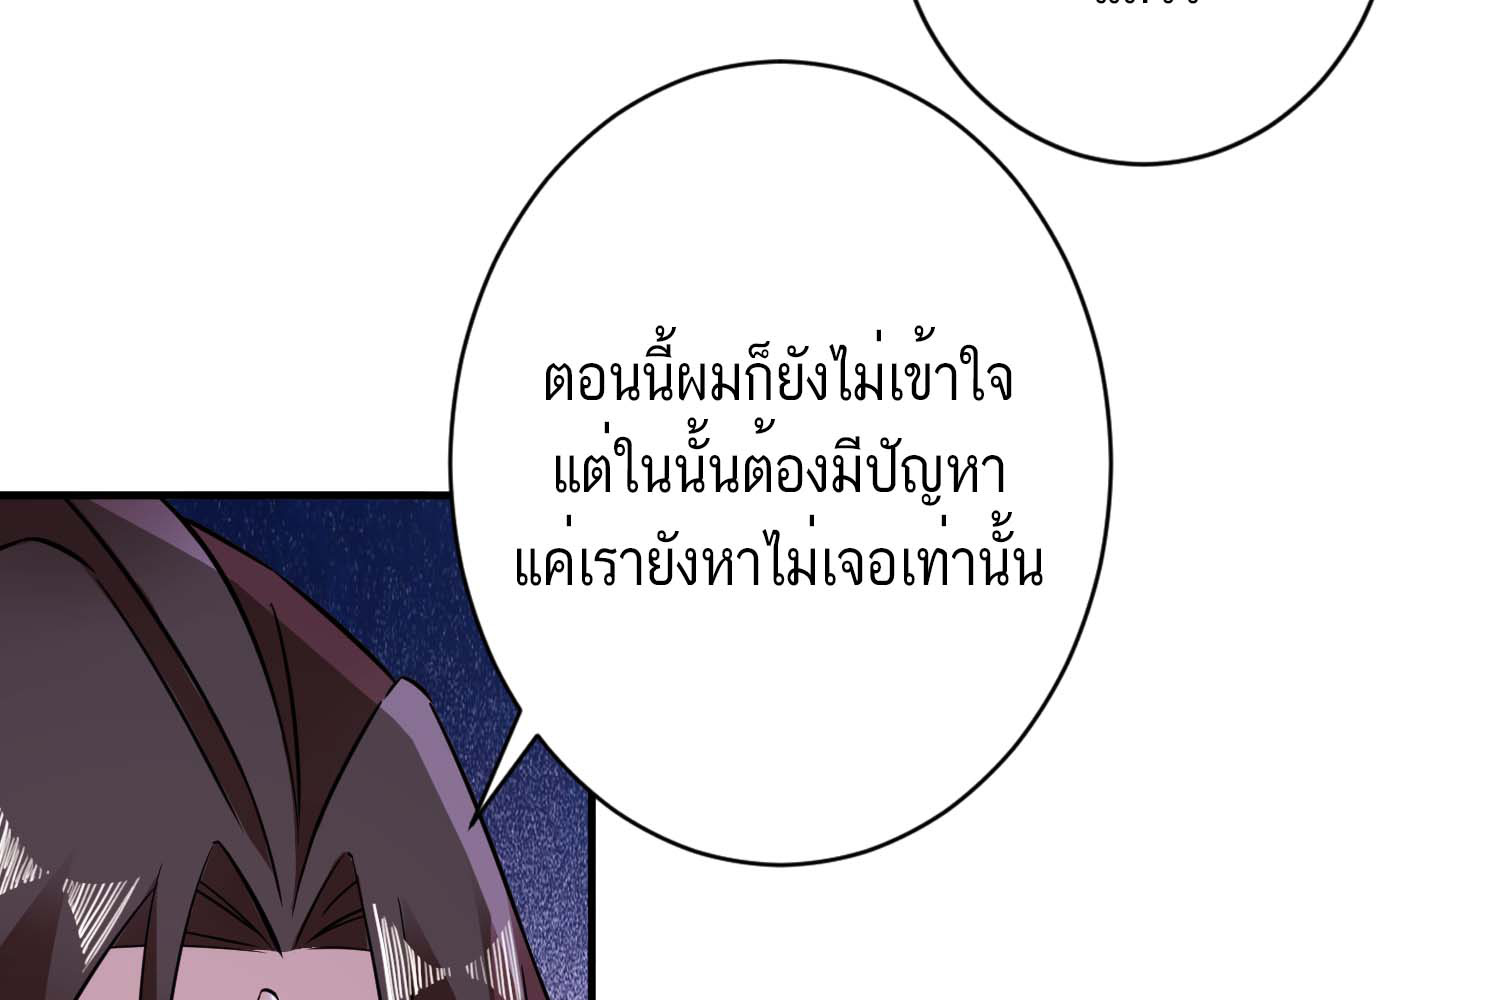 ตอนนี้ผมก็ยังไม่เข้าใจ
แต่ในนั้นต้องมีปัญหา
แค่เรายังหาไม่เจอเท่านั้น